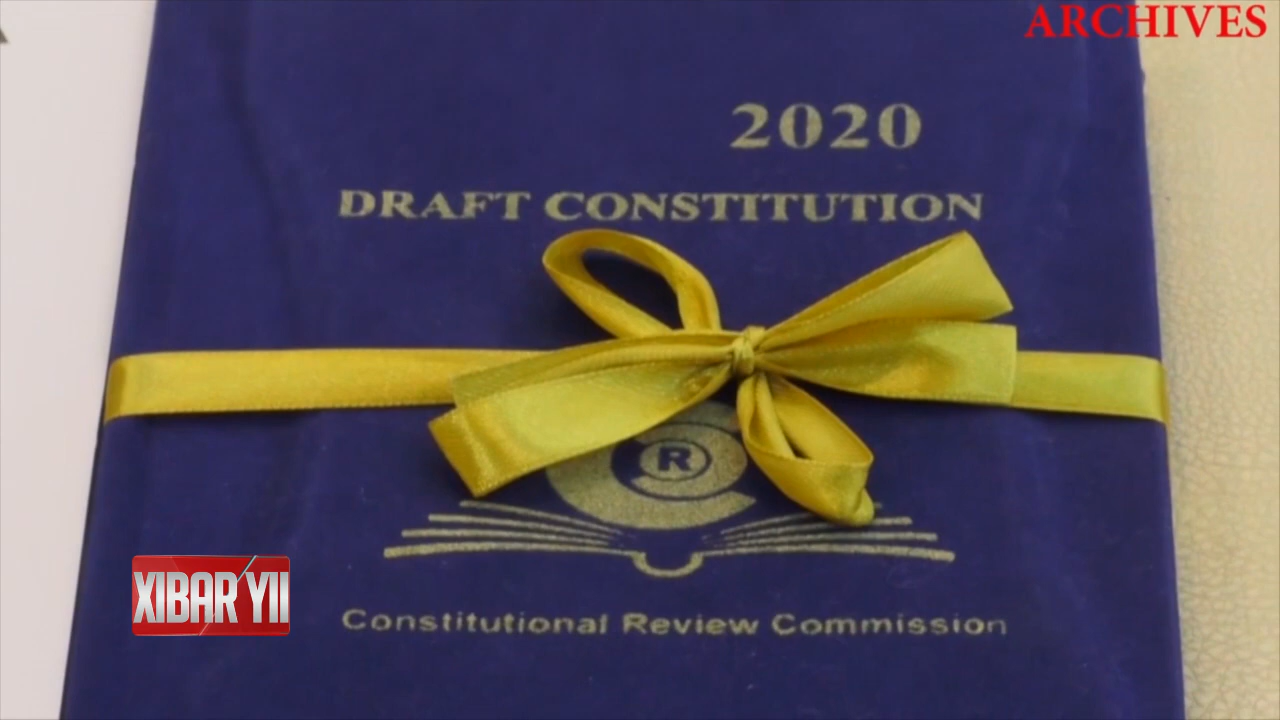 ARCHIVES
2020
DRAFT CONSTITUTION
R
Constitutional Review Commission
XIBAR YII